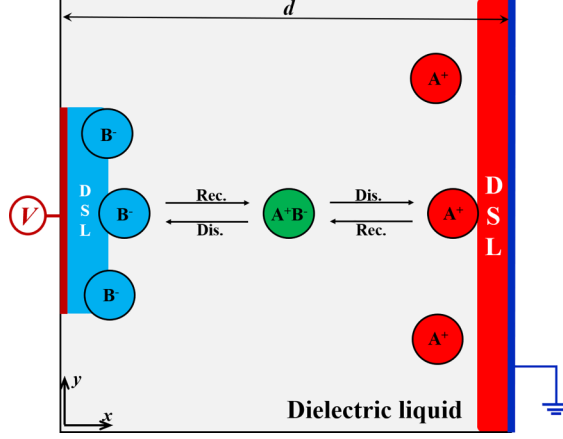 d
A⁺
B⁻
D
S
L
V
B⁻
Rec.
Dis.
A⁺B⁻
Dis.
Rec.
A⁺
D
S
L
B⁻
A⁺
y
x
Dielectric liquid